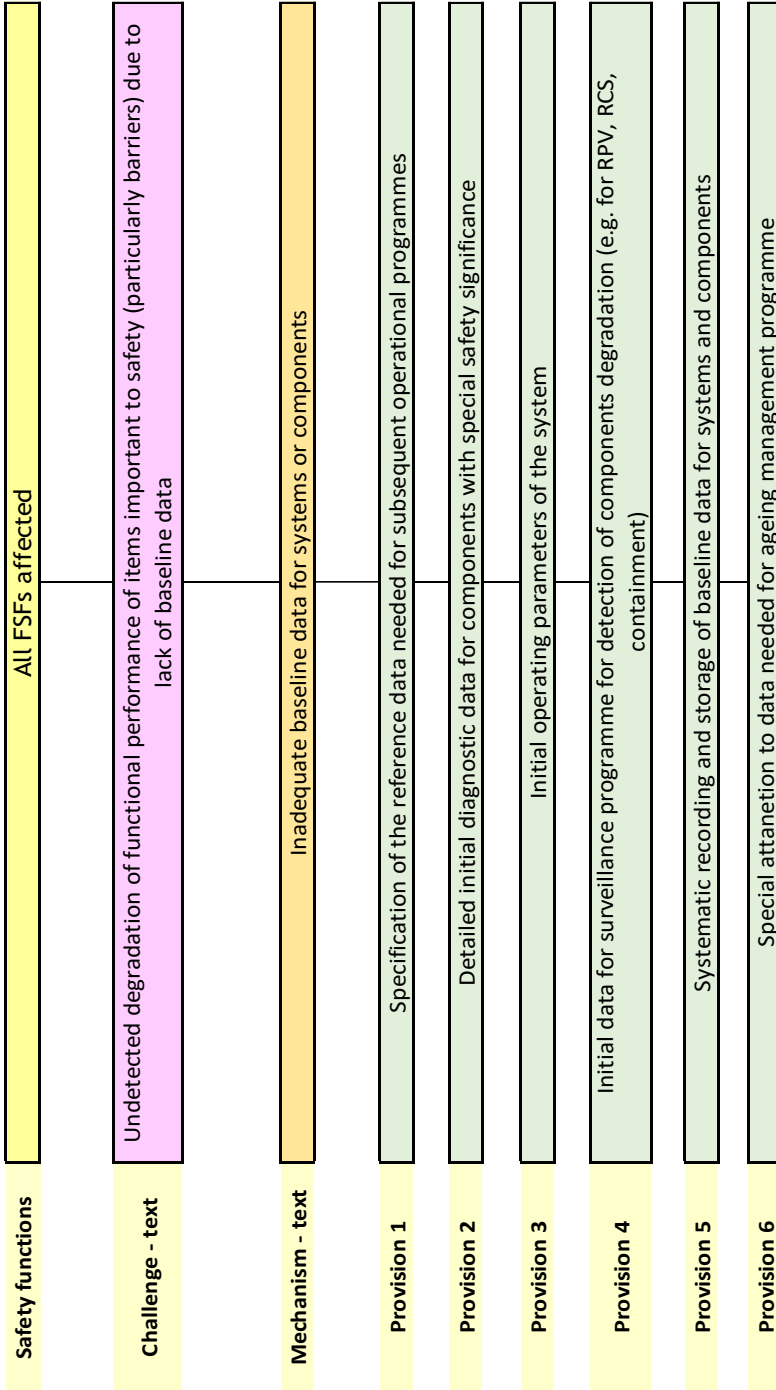 Safety functions
All FSFs affected
Challenge - text
Undetected degradation of functional performance of items important to safety (particularly barriers) due to
lack of baseline data
Mechanism - text
Inadequate baseline data for systems or components
Provision 1
Specification of the reference data needed for subsequent operational programmes
Provision 2
Detailed initial diagnostic data for components with special safety significance
Provision 3
Initial operating parameters of the system
Provision 4
Initial data for surveillance programme for detection of components degradation (e.g. for RPV, RCS,
containment)
Provision 5
Systematic recording and storage of baseline data for systems and components
Provision 6
Special attanetion to data needed for ageing management programme